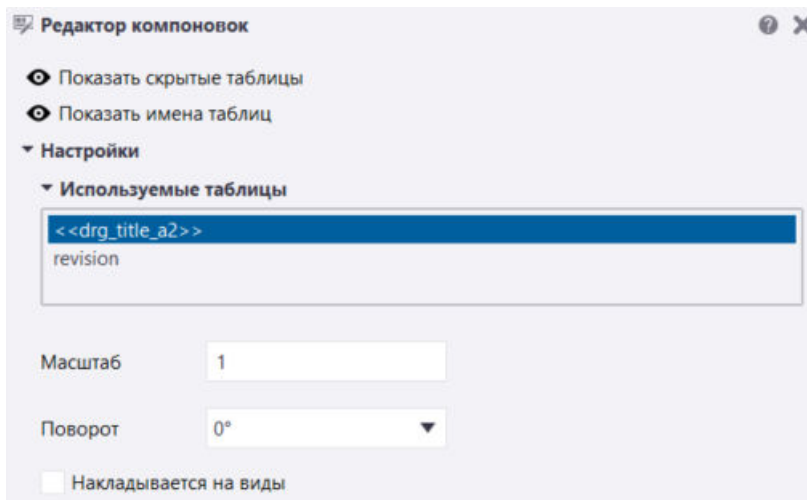 Редактор компоновок
Показать скрытые таблицы
Показать имена таблиц
Настройки
Используемые таблицы
<<drg_title_a2>>
revision
Масштаб 1
Поворот 0°
Накладывается на виды